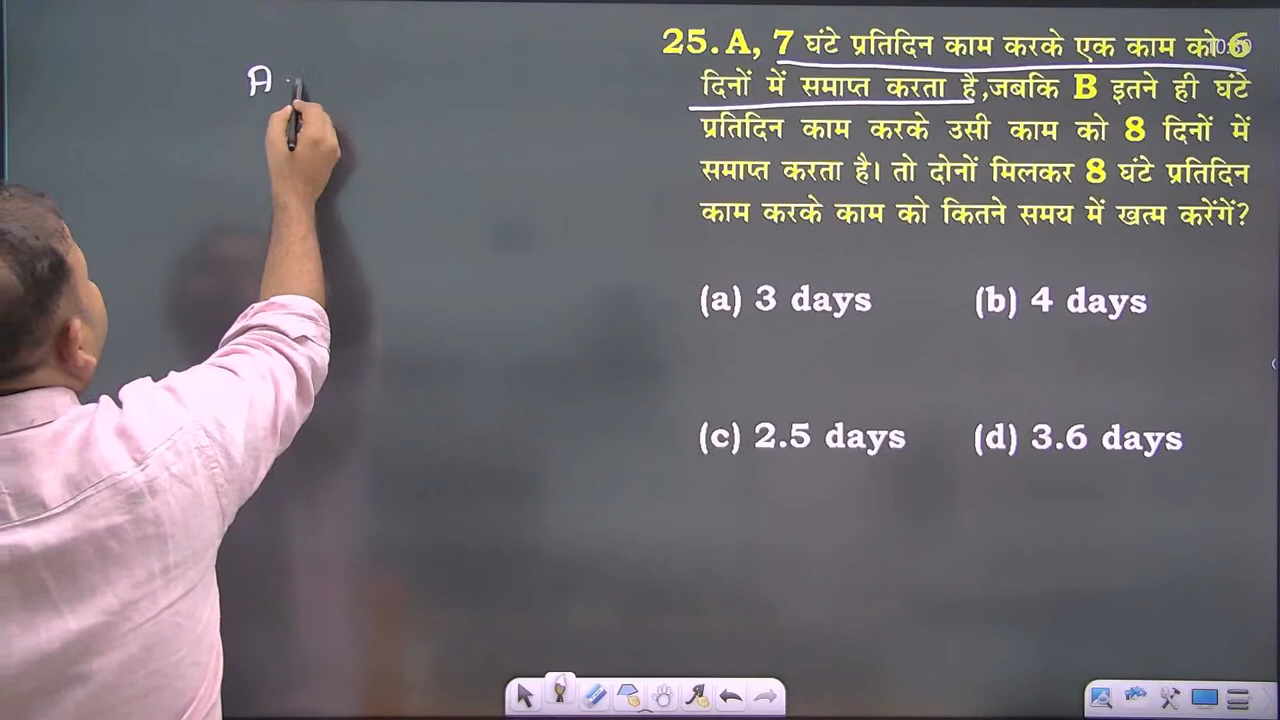 25. A, 7 घंटे प्रतिदिन काम करके एक काम को 6
दिनों में समाप्त करता है, जबकि B इतने ही घंटे
प्रतिदिन काम करके उसी काम को 8 दिनों में
समाप्त करता है। तो दोनों मिलकर 8 घंटे प्रतिदिन
काम करके काम को कितने समय में खत्म करेंगें?
(a) 3 days (b) 4 days
(c) 2.5 days (d) 3.6 days
A